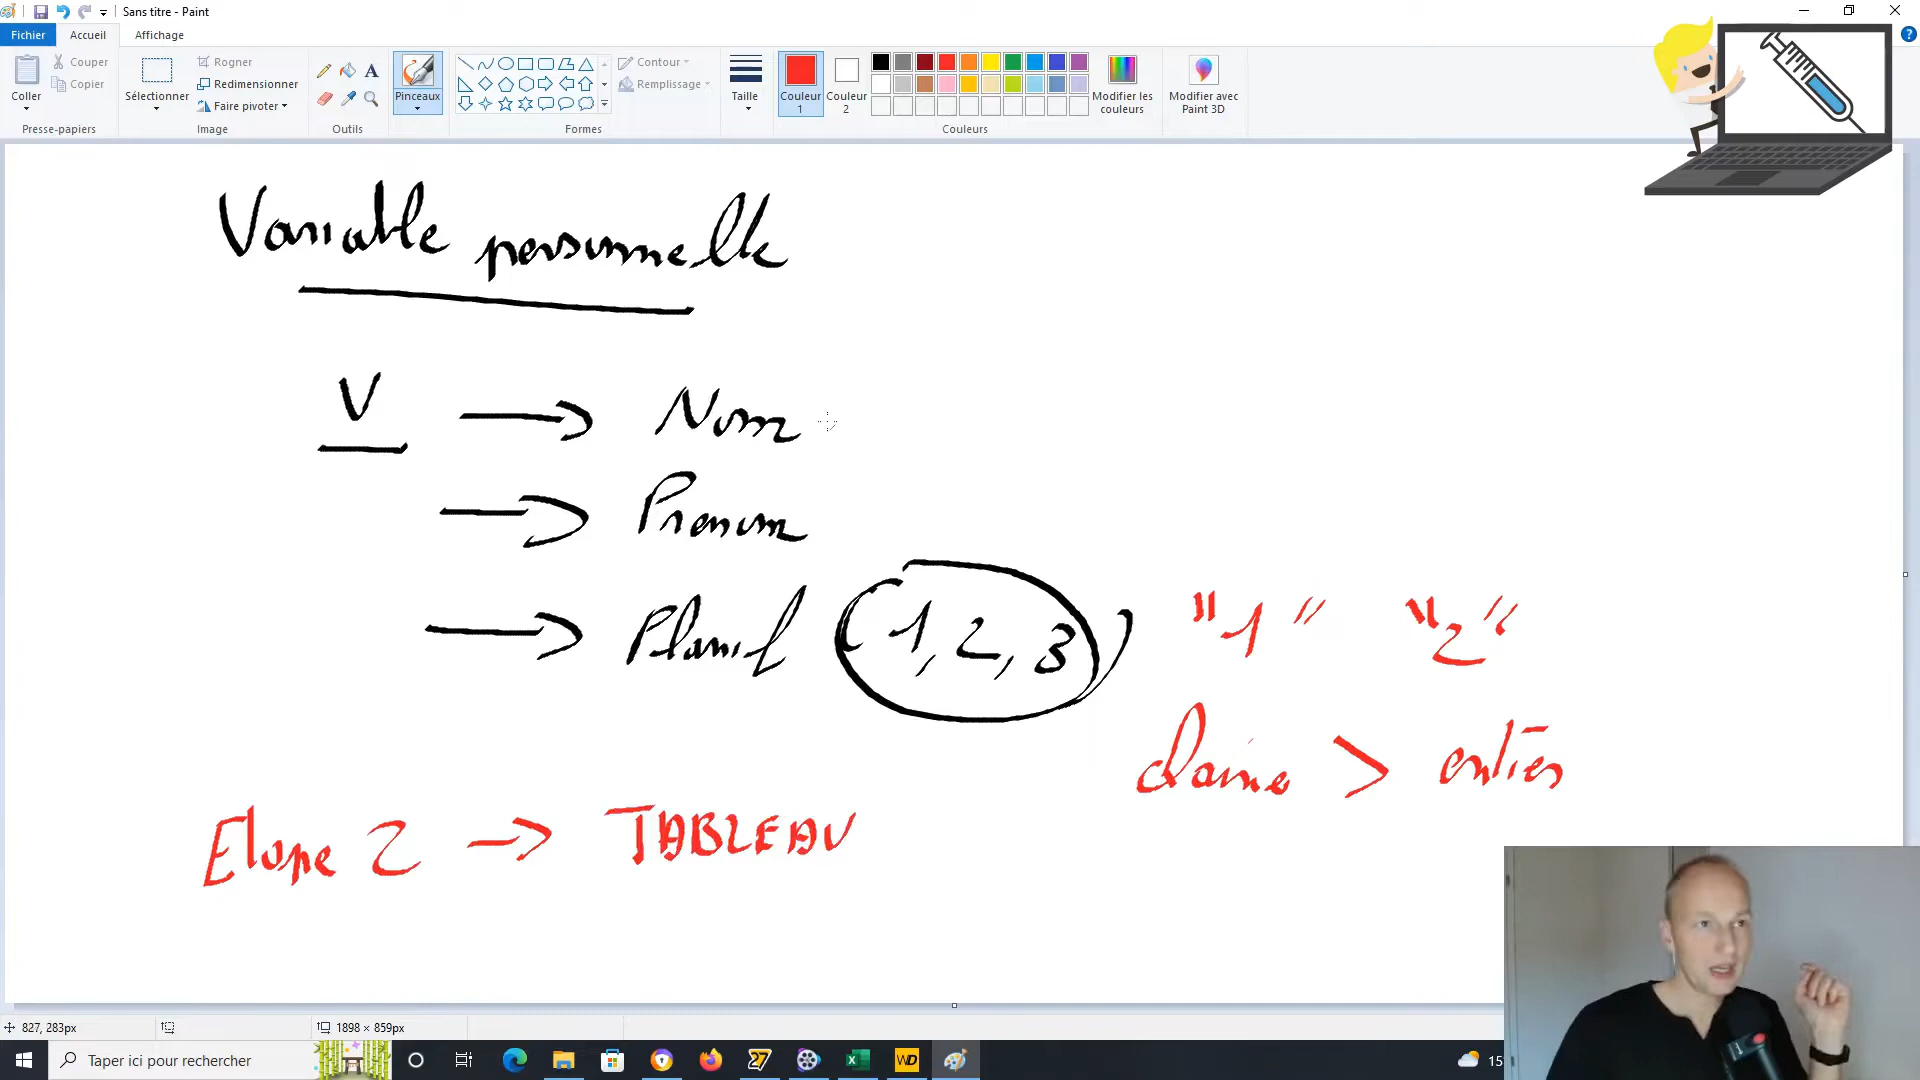 Sans titre - Paint
Fichier Accueil Affichage
Coller Couper Copier Presse-papiers
Sélectionner Rogner Redimensionner Faire pivoter Image
Outils
Pinceaux
Contour Remplissage Formes
Taille
Couleur 1 Couleur 2 Modifier les couleurs Couleurs
Modifier avec Paint 3D
Variable personnelle
V → Nom
→ Prenom
→ Planif (1, 2, 3) "1" "2"
chaine > entier
Etape 2 → TABLEAU
827, 283px 1898 × 859px
Taper ici pour rechercher 27 WD 15